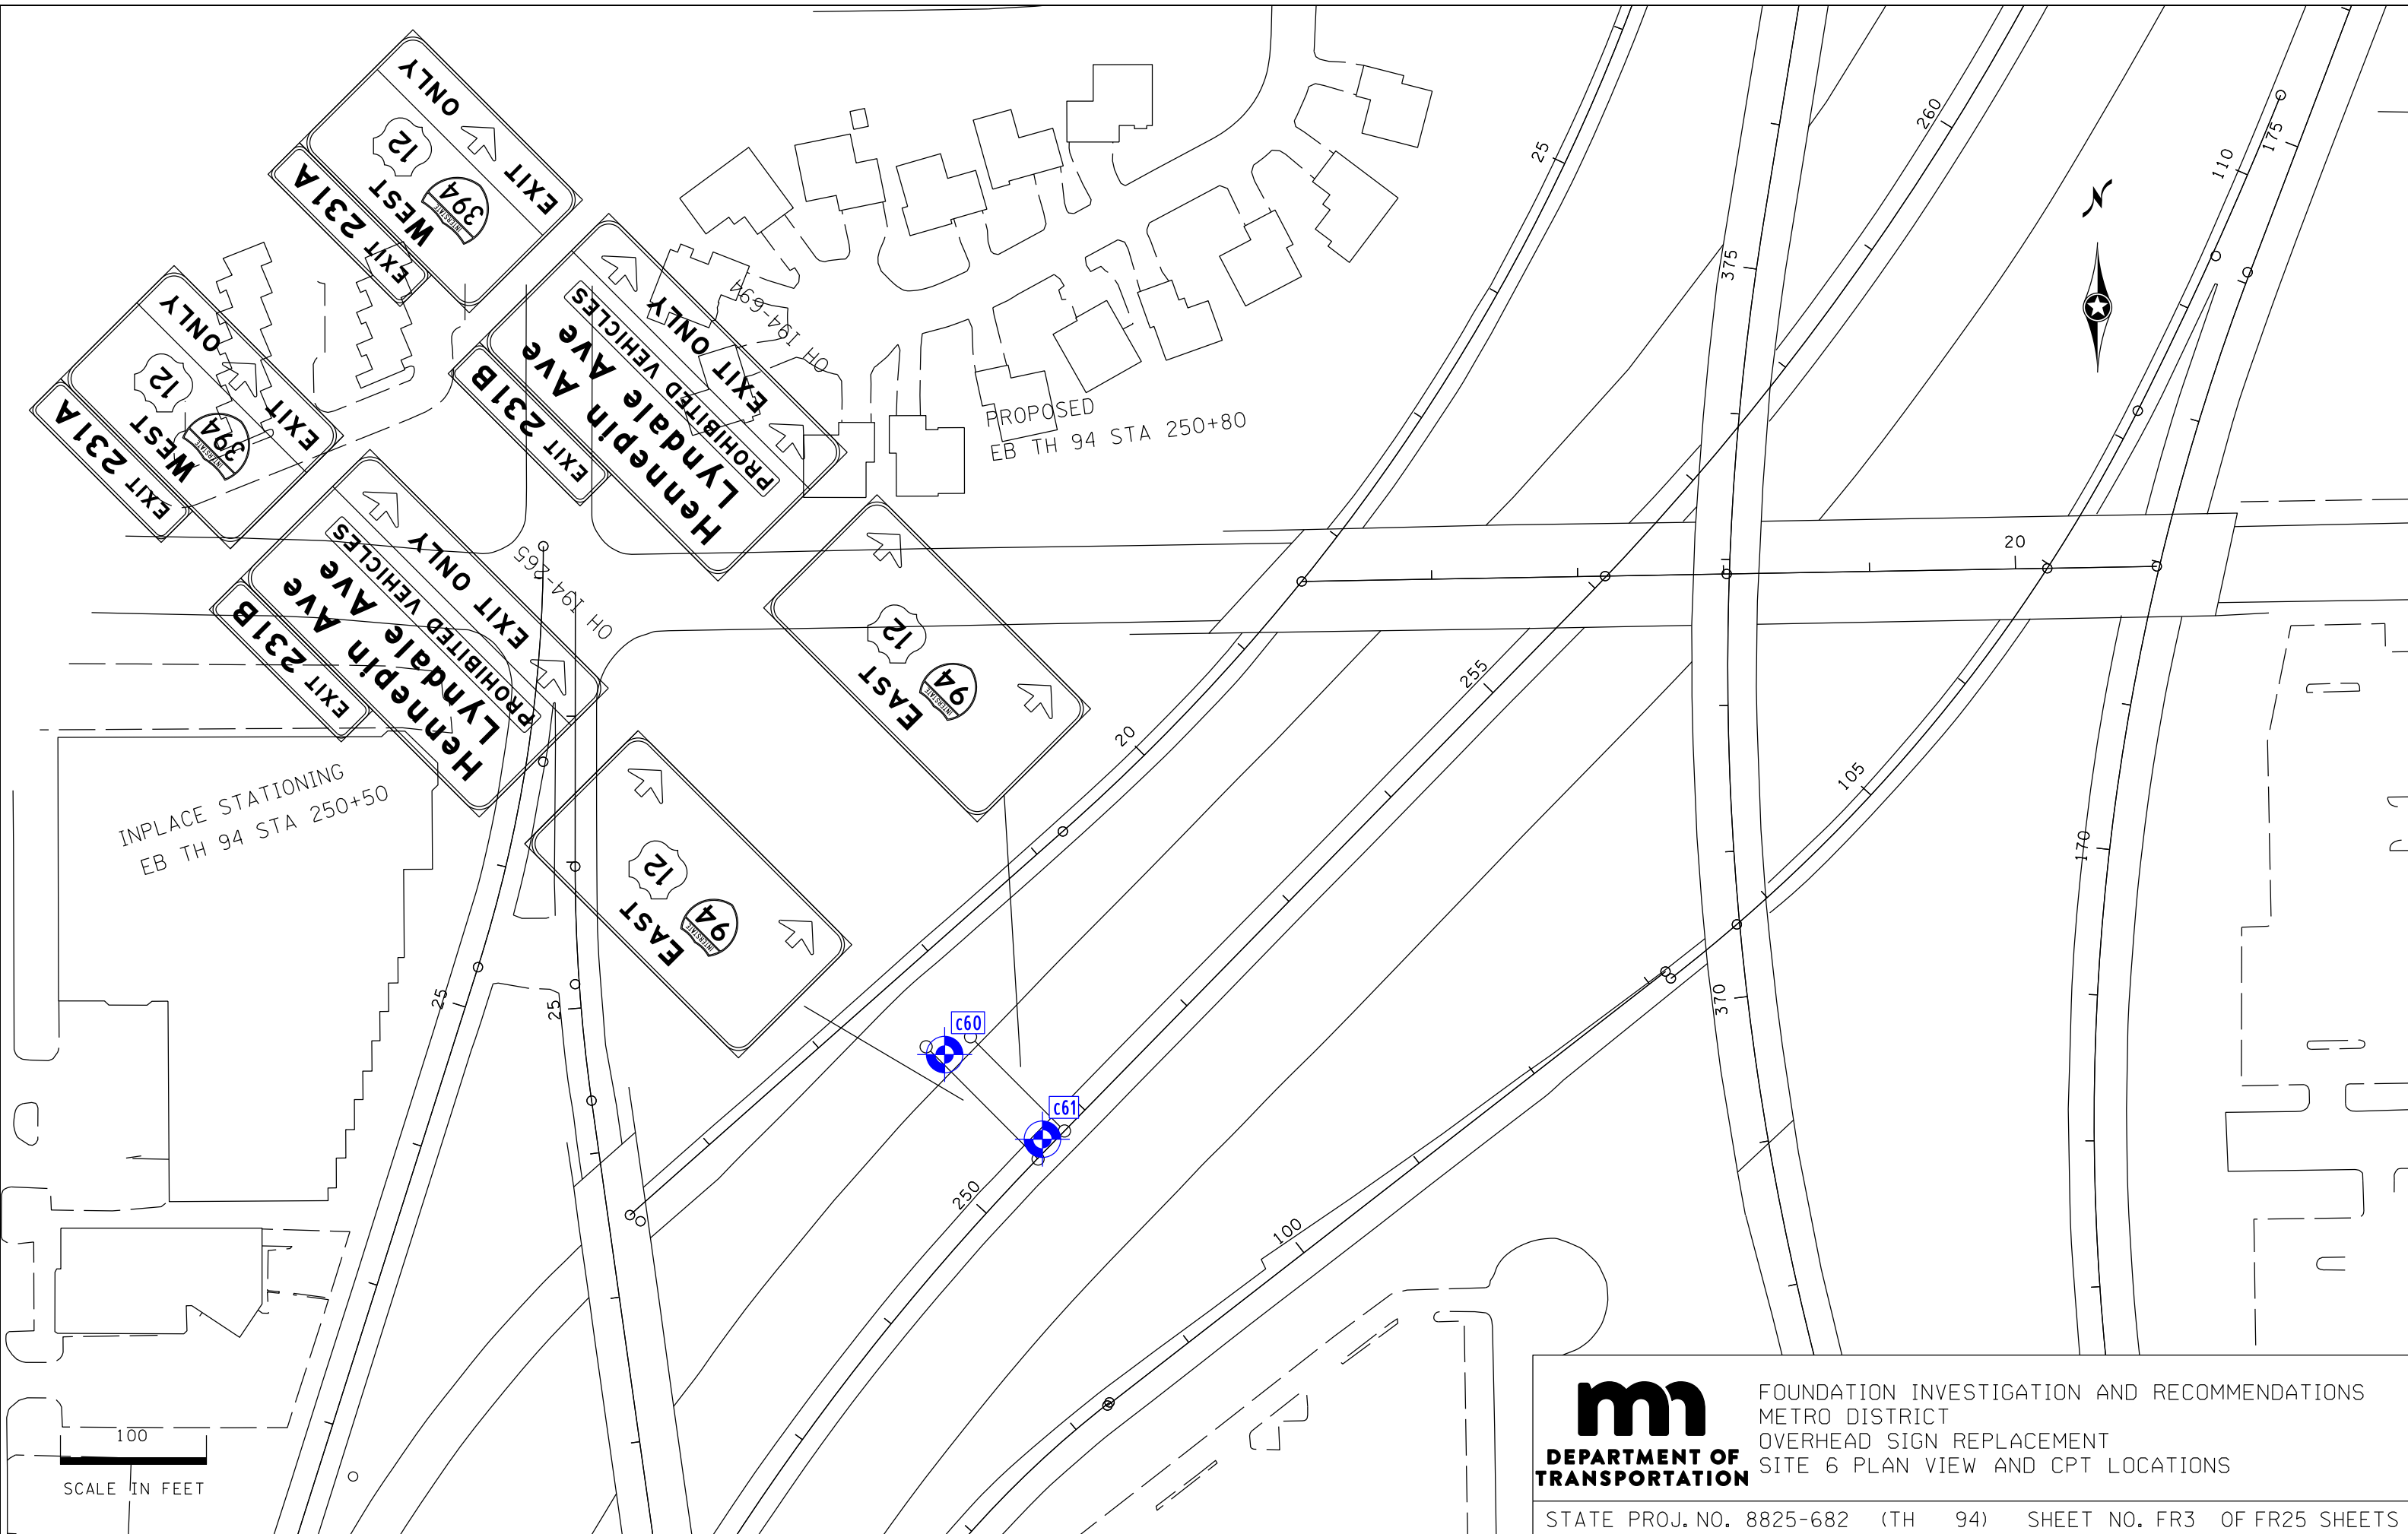 ONLY
12
394
INTERSTATE
WEST
EXIT
EXIT 231A
EXIT ONLY
PROHIBITED VEHICLES
Hennepin Ave
Lyndale Ave
EXIT 231B
OH I94-694
ONLY
12
394
INTERSTATE
WEST
EXIT
EXIT 231A
EXIT ONLY
PROHIBITED VEHICLES
Hennepin Ave
Lyndale Ave
EXIT 231B
OH I94-265
12
94
INTERSTATE
EAST
12
94
INTERSTATE
EAST
PROPOSED
EB TH 94 STA 250+80
INPLACE STATIONING
EB TH 94 STA 250+50
25
260
110
175
375
N
20
255
20
105
170
25
25
370
c60
c61
250
100
100
SCALE IN FEET
m
DEPARTMENT OF
TRANSPORTATION
FOUNDATION INVESTIGATION AND RECOMMENDATIONS
METRO DISTRICT
OVERHEAD SIGN REPLACEMENT
SITE 6 PLAN VIEW AND CPT LOCATIONS
STATE PROJ. NO. 8825-682 (TH 94) SHEET NO. FR3 OF FR25 SHEETS